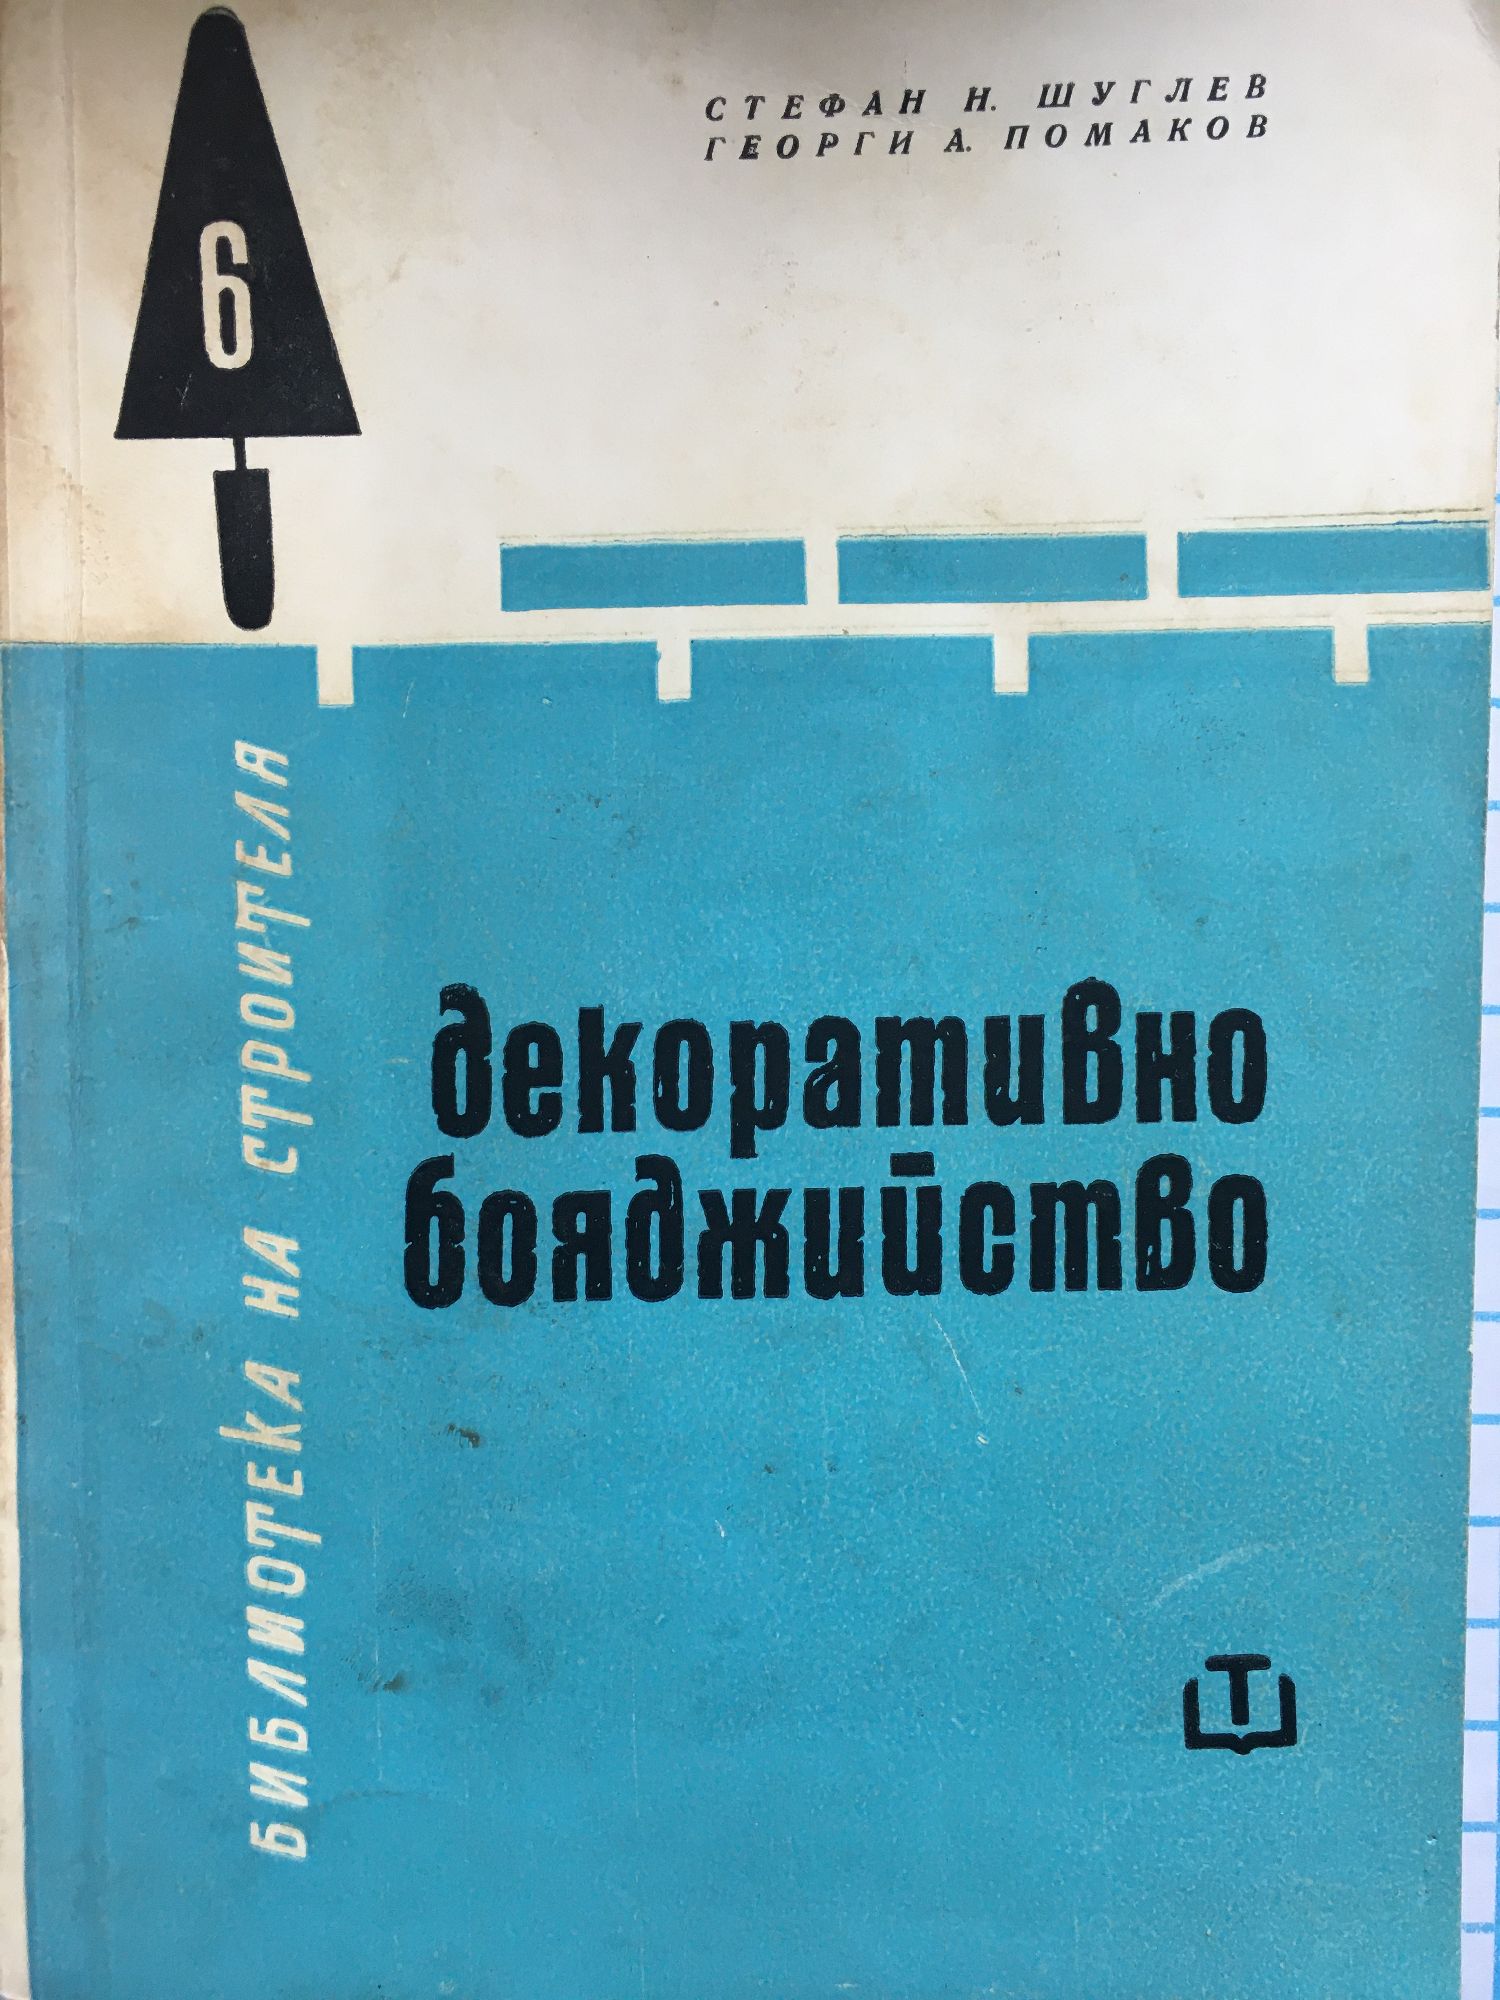 СТЕФАН Н. ШУГЛЕВ
ГЕОРГИ А. ПОМАКОВ
6
БИБЛИОТЕКА НА СТРОИТЕЛЯ
декоративно
бояджийство
Т